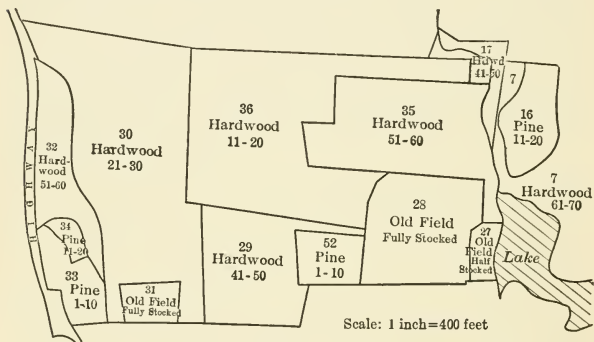 17
Hdwd
41-50
7
16
Pine
11-20
36
Hardwood
11-20
35
Hardwood
51-60
30
Hardwood
21-30
32
Hard-
wood
51-60
HIGHWAY
7
Hardwood
61-70
28
Old Field
Fully Stocked
34
Pine
11-20
29
Hardwood
41-50
52
Pine
1-10
27
Old
Field
Half
Stocked
Lake
33
Pine
1-10
31
Old Field
Fully Stocked
Scale: 1 inch=400 feet